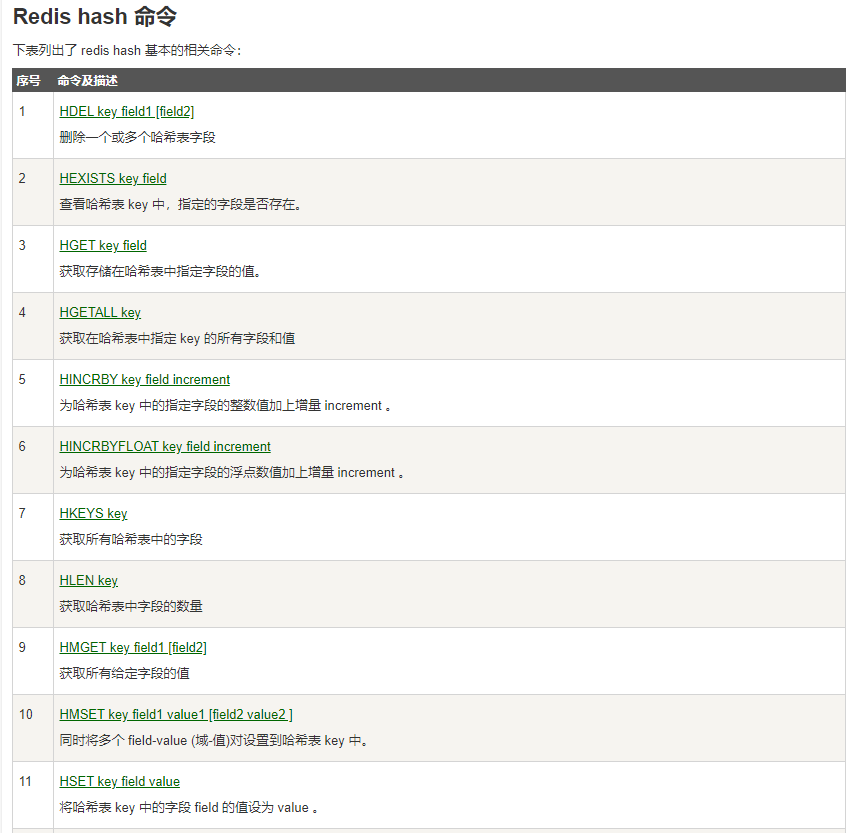 Redis hash 命令
下表列出了 redis hash 基本的相关命令：
序号 命令及描述
1 HDEL key field1 [field2]
删除一个或多个哈希表字段
2 HEXISTS key field
查看哈希表 key 中，指定的字段是否存在。
3 HGET key field
获取存储在哈希表中指定字段的值。
4 HGETALL key
获取在哈希表中指定 key 的所有字段和值
5 HINCRBY key field increment
为哈希表 key 中的指定字段的整数值加上增量 increment 。
6 HINCRBYFLOAT key field increment
为哈希表 key 中的指定字段的浮点数值加上增量 increment 。
7 HKEYS key
获取所有哈希表中的字段
8 HLEN key
获取哈希表中字段的数量
9 HMGET key field1 [field2]
获取所有给定字段的值
10 HMSET key field1 value1 [field2 value2 ]
同时将多个 field-value (域-值)对设置到哈希表 key 中。
11 HSET key field value
将哈希表 key 中的字段 field 的值设为 value 。